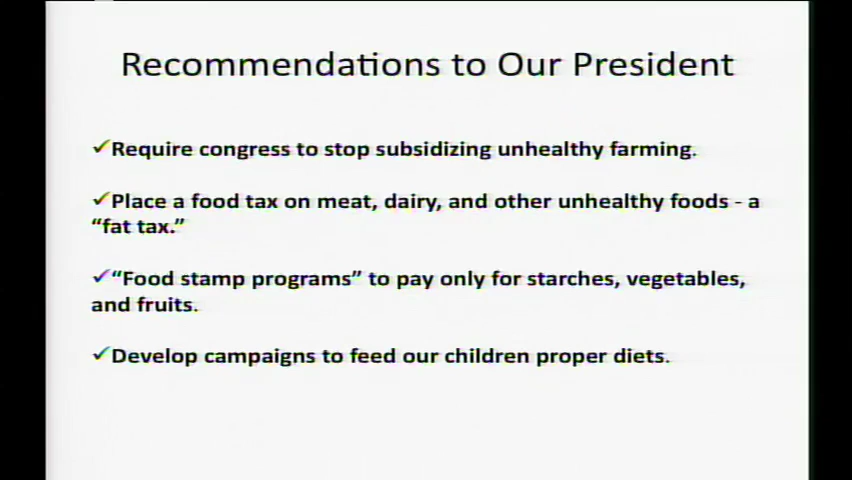 Recommendations to Our President
✓Require congress to stop subsidizing unhealthy farming.
✓Place a food tax on meat, dairy, and other unhealthy foods - a
“fat tax.”
✓“Food stamp programs” to pay only for starches, vegetables,
and fruits.
✓Develop campaigns to feed our children proper diets.